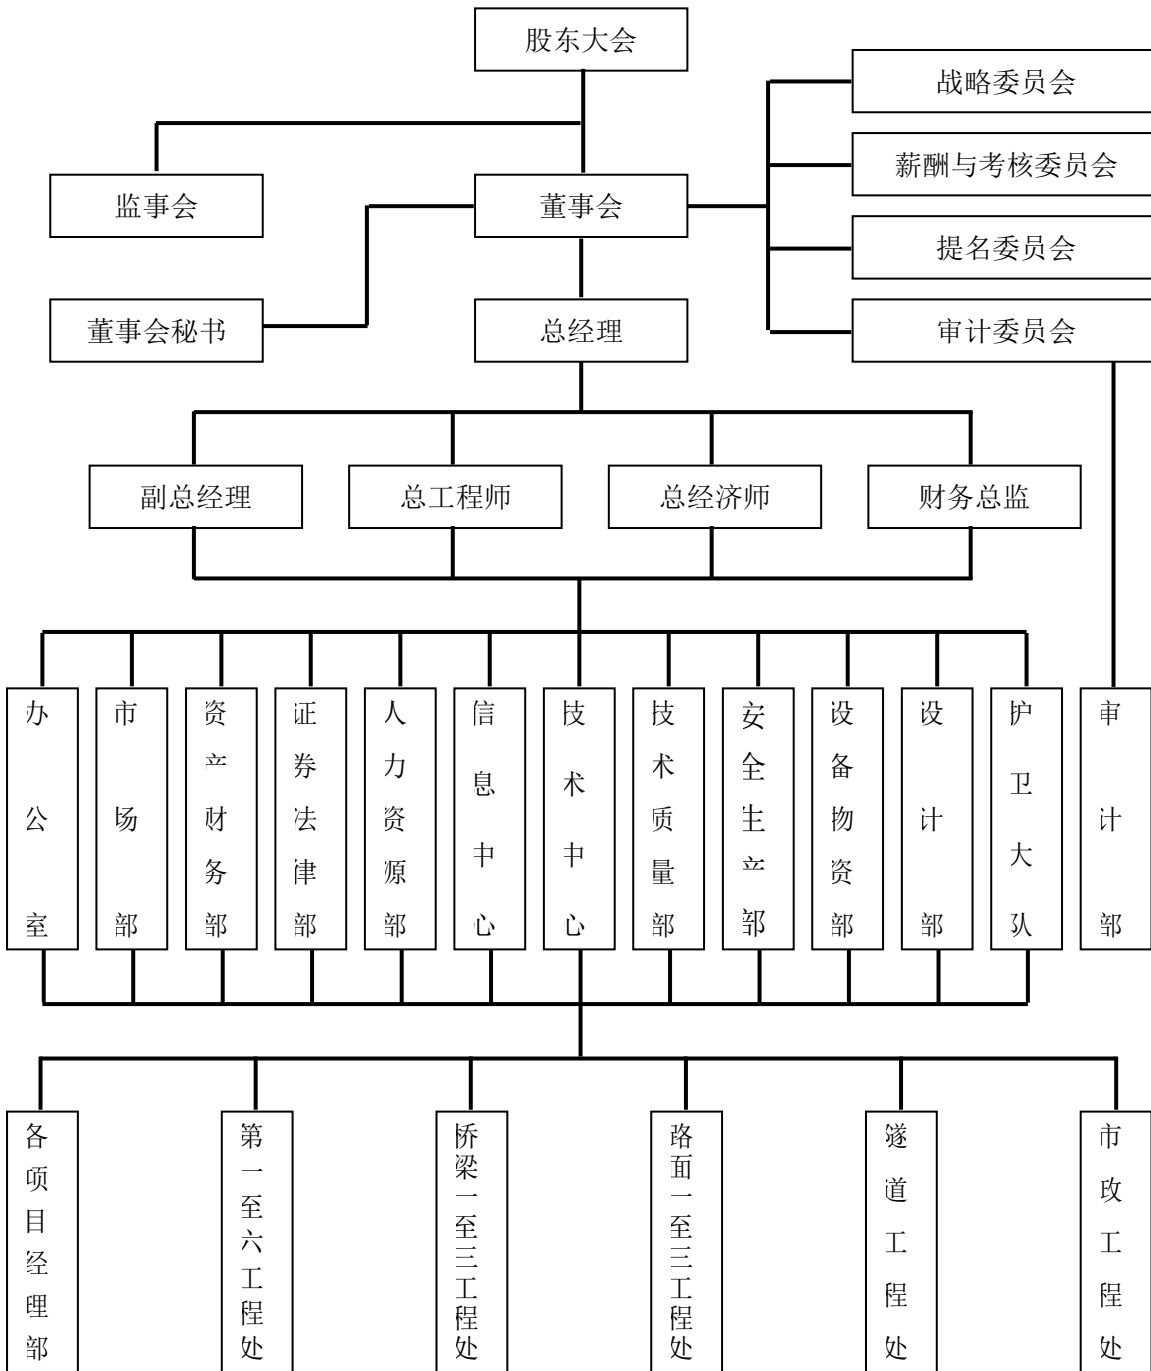 股东大会
战略委员会
薪酬与考核委员会
监事会
董事会
提名委员会
董事会秘书
总经理
审计委员会
副总经理
总工程师
总经济师
财务总监
办公室
市场部
资产财务部
证券法律部
人力资源部
信息中心
技术中心
技术质量部
安全生产部
设备物资部
设计部
护卫大队
审计部
各项目经理部
第一至六工程处
桥梁一至三工程处
路面一至三工程处
隧道工程处
市政工程处